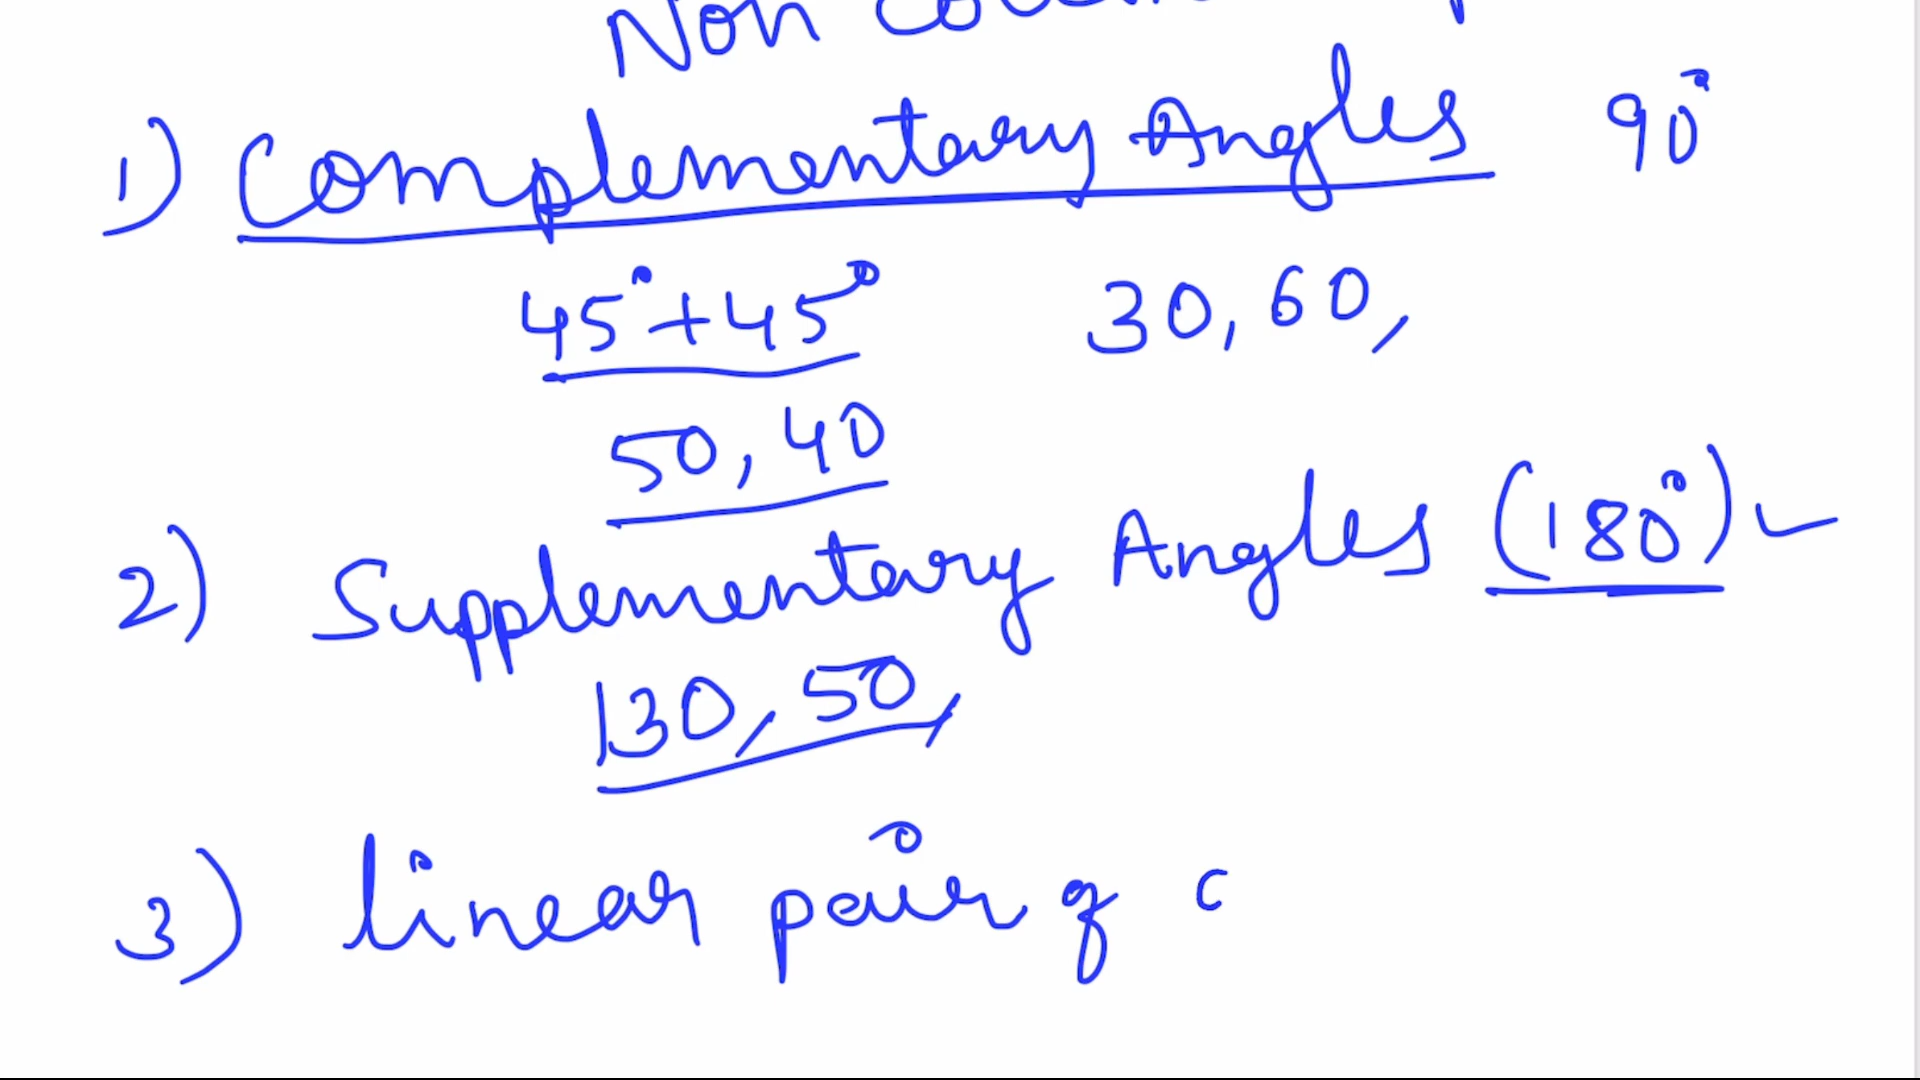 Non
1) Complementary Angles 90°
45° + 45° 30, 60,
50, 40
2) Supplementary Angles (180°)
130, 50,
3) linear pair of c